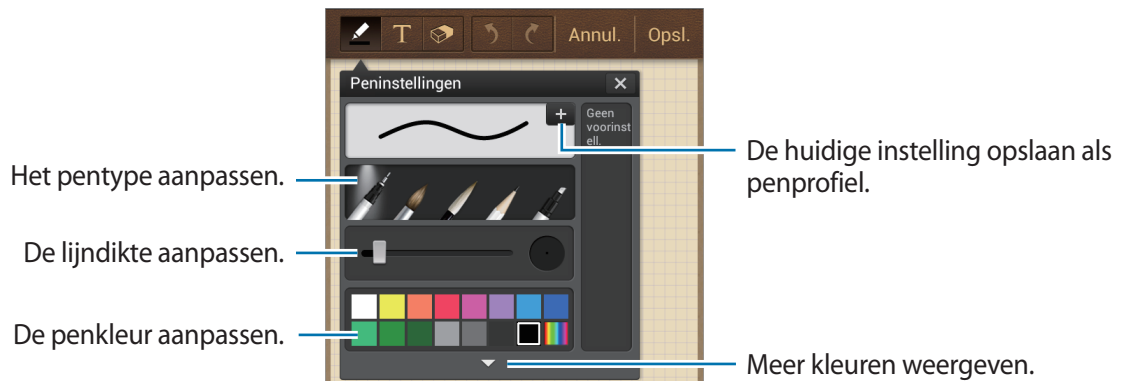 T Annul. Opsl.
Peninstellingen
Geen
voorinst
ell.
De huidige instelling opslaan als
penprofiel.
Het pentype aanpassen.
De lijndikte aanpassen.
De penkleur aanpassen.
Meer kleuren weergeven.